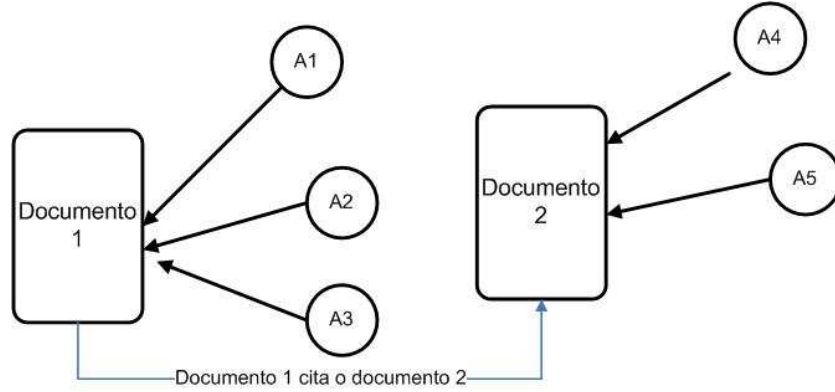 A1
A4
Documento
1
A2
Documento
2
A5
A3
Documento 1 cita o documento 2